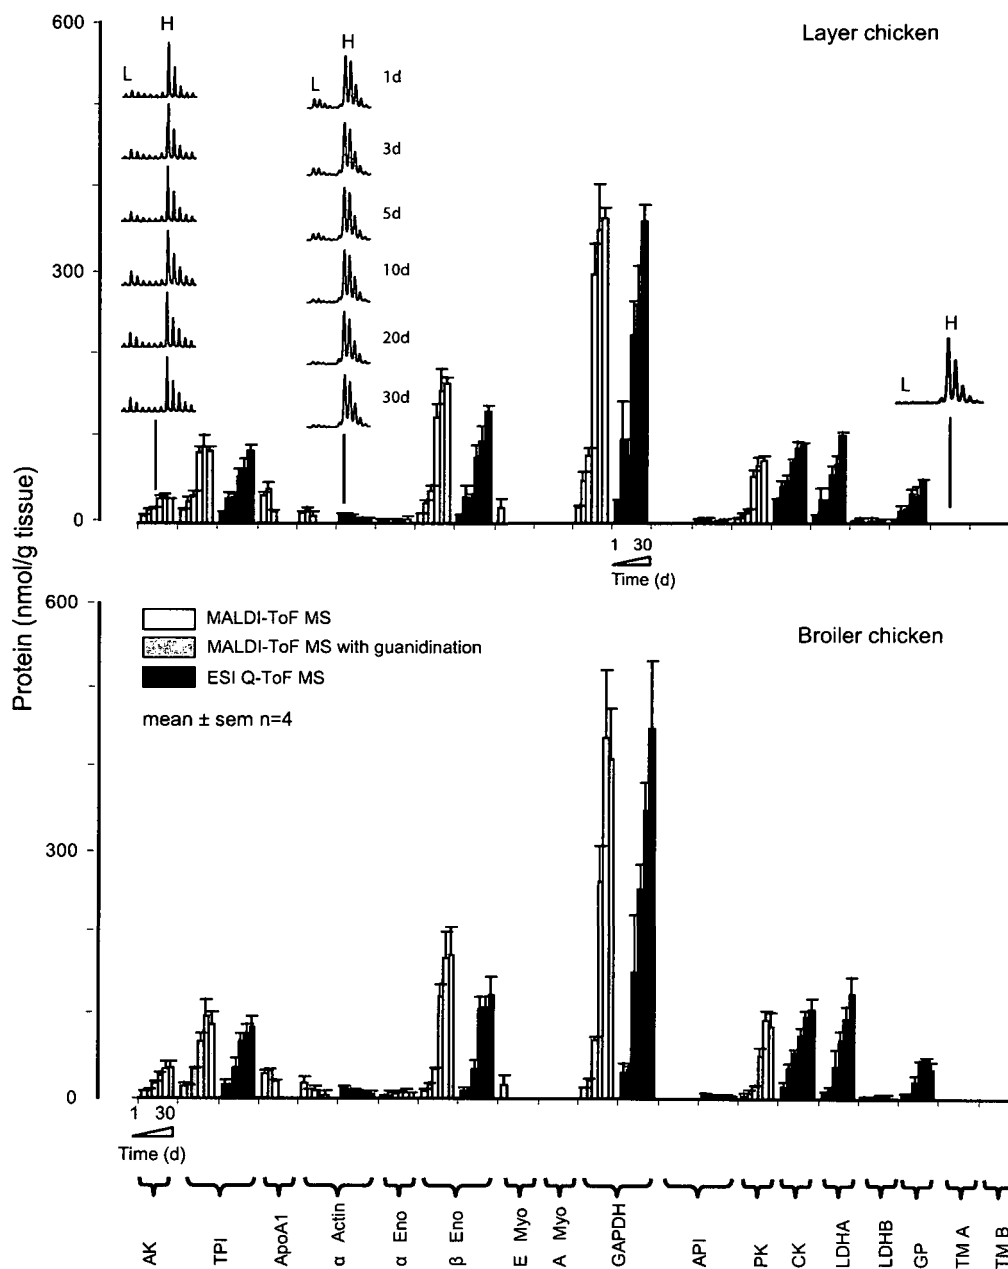 600
H
Layer chicken
L
H
L
1d
3d
5d
300
10d
20d
H
30d
L
0
1 30
Time (d)
Protein (nmol/g tissue)
600
MALDI-ToF MS
MALDI-ToF MS with guanidination
ESI Q-ToF MS
mean ± sem n=4
Broiler chicken
300
0
1 30
Time (d)
AK
TPI
ApoA1
α Actin
α Eno
β Eno
E Myo
A Myo
GAPDH
API
PK
CK
LDHA
LDHB
GP
TM A
TM B